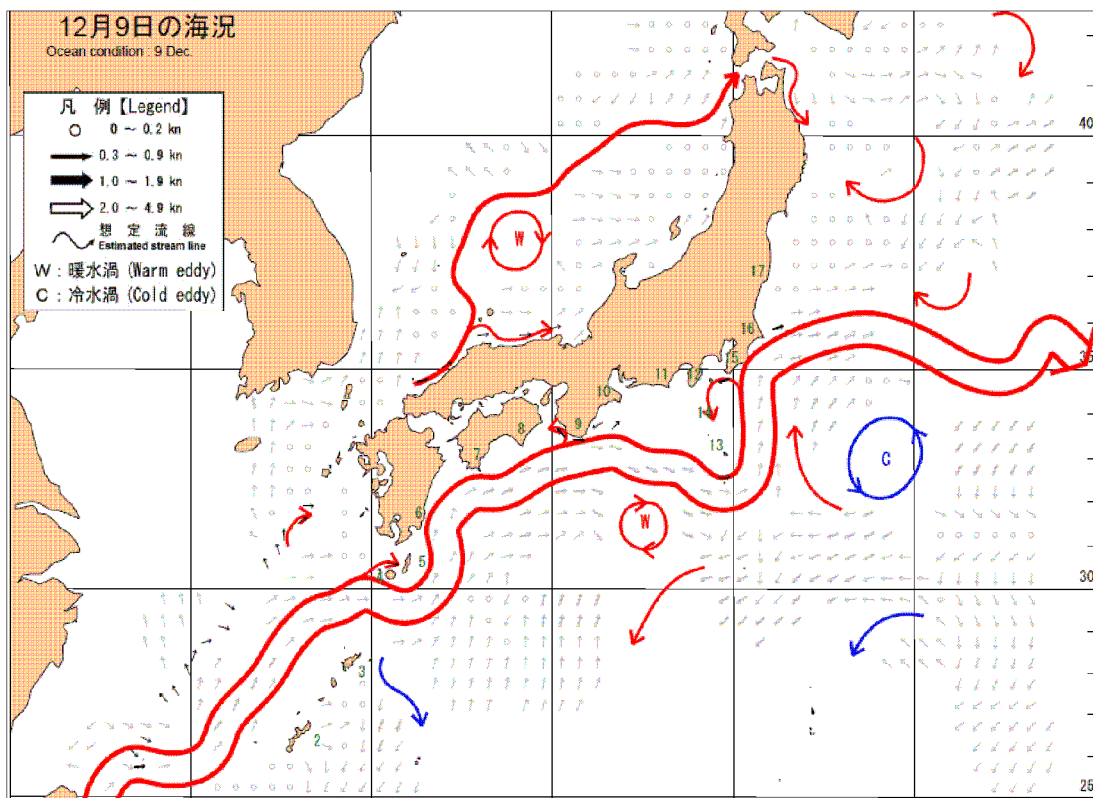 12月9日の海況
Ocean condition : 9 Dec.
凡 例【Legend】
0 ～ 0.2 kn
0.3 ～ 0.9 kn
1.0 ～ 1.9 kn
2.0 ～ 4.9 kn
想 定 流 線
Estimated stream line
W : 暖水渦 (Warm eddy)
C : 冷水渦 (Cold eddy)
40
W
17
16
35
15
11
10
9
8
7
13
C
6
W
5
30
3
2
25